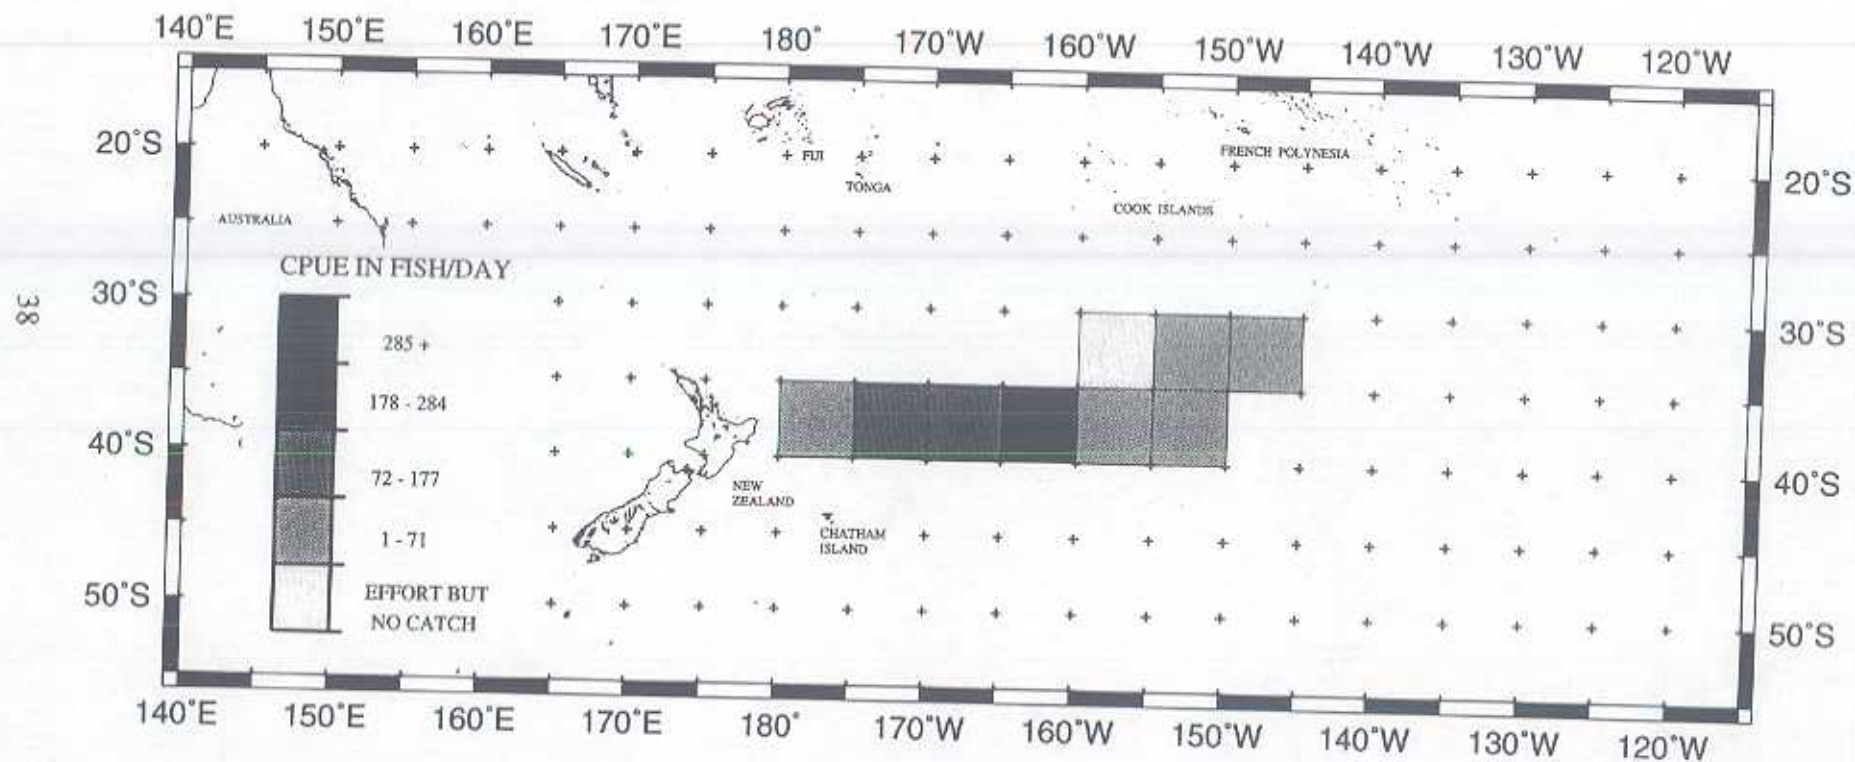 140˚E 150˚E 160˚E 170˚E 180˚ 170˚W 160˚W 150˚W 140˚W 130˚W 120˚W
20˚S
FIJI
FRENCH POLYNESIA
20˚S
TONGA
COOK ISLANDS
AUSTRALIA
CPUE IN FISH/DAY
30˚S
30˚S
38
285 +
178 - 284
40˚S
72 - 177
NEW
ZEALAND
40˚S
CHATHAM
ISLAND
1 - 71
EFFORT BUT
NO CATCH
50˚S
50˚S
140˚E 150˚E 160˚E 170˚E 180˚ 170˚W 160˚W 150˚W 140˚W 130˚W 120˚W